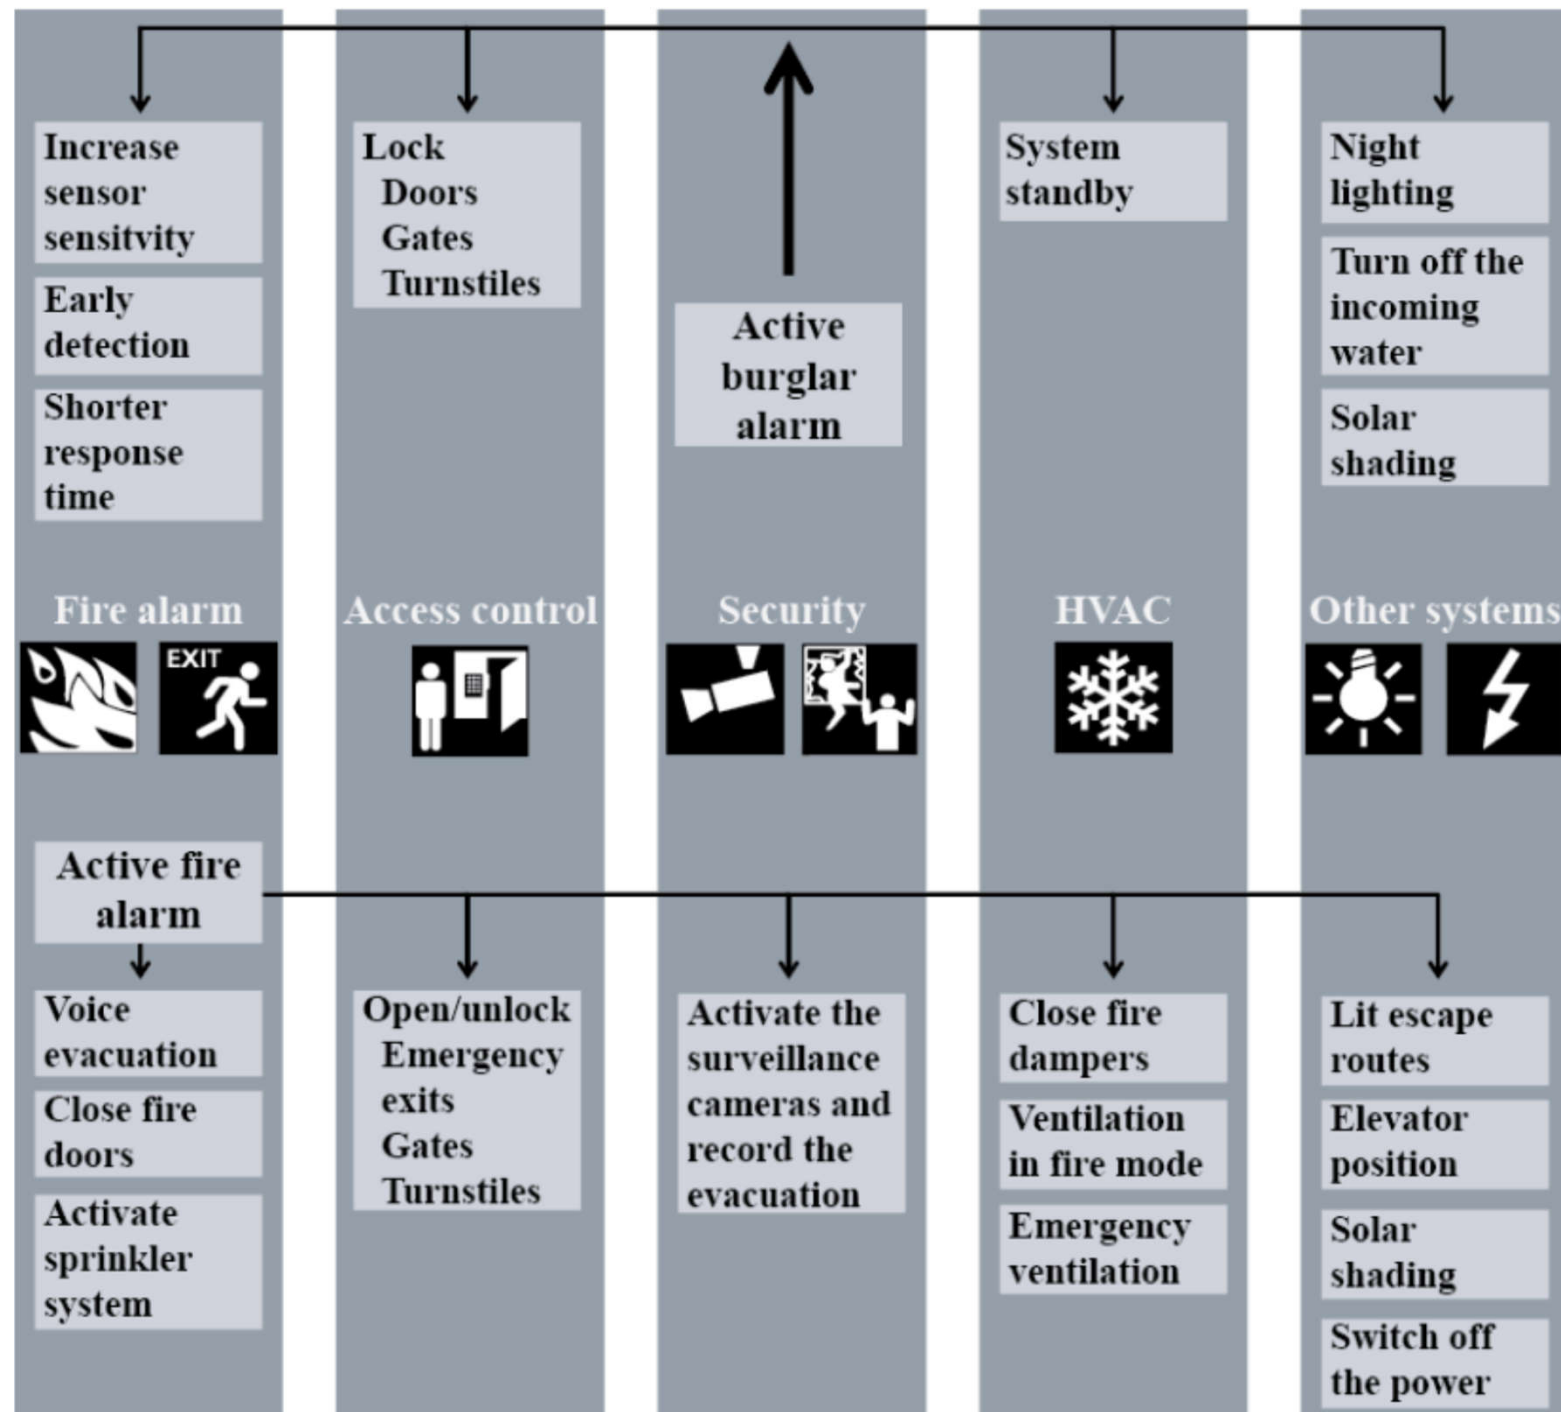 Increase
sensor
sensitvity
Early
detection
Shorter
response
time
Lock
Doors
Gates
Turnstiles
Active
burglar
alarm
System
standby
Night
lighting
Turn off the
incoming
water
Solar
shading
Fire alarm
EXIT
Access control
Security
HVAC
Other systems
Active fire
alarm
Voice
evacuation
Close fire
doors
Activate
sprinkler
system
Open/unlock
Emergency
exits
Gates
Turnstiles
Activate the
surveillance
cameras and
record the
evacuation
Close fire
dampers
Ventilation
in fire mode
Emergency
ventilation
Lit escape
routes
Elevator
position
Solar
shading
Switch off
the power